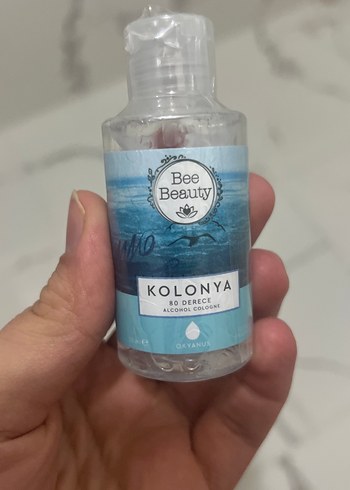 Bee
Beauty
KOLONYA
80 DERECE
ALCOHOL COLOGNE
OKYANUS